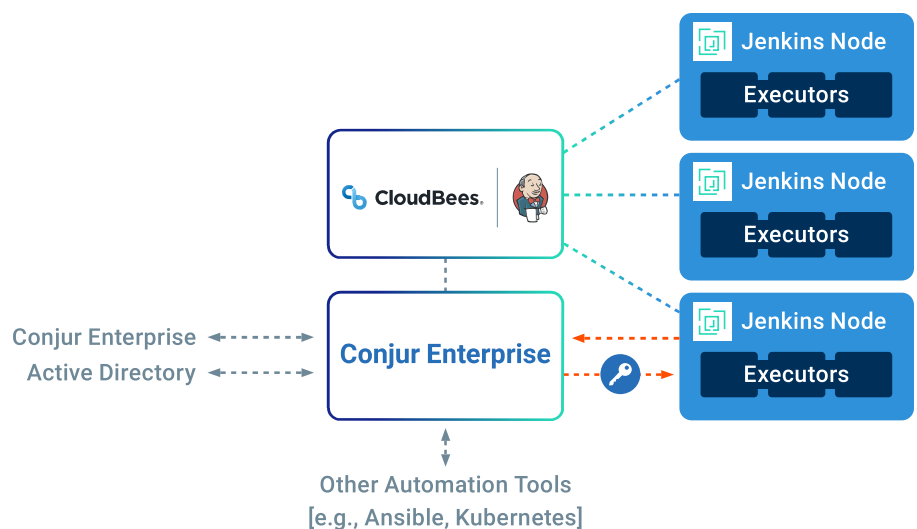 Jenkins Node
Executors
CloudBees.
Jenkins Node
Executors
Jenkins Node
Executors
Conjur Enterprise
Active Directory
Conjur Enterprise
Other Automation Tools
[e.g., Ansible, Kubernetes]